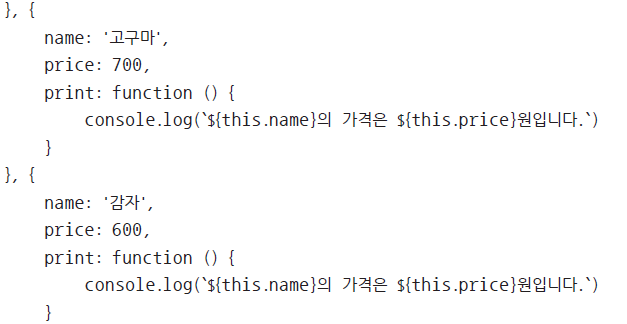 }, {
    name: '고구마',
    price: 700,
    print: function () {
        console.log(`${this.name}의 가격은 ${this.price}원입니다.`)
    }
}, {
    name: '감자',
    price: 600,
    print: function () {
        console.log(`${this.name}의 가격은 ${this.price}원입니다.`)
    }